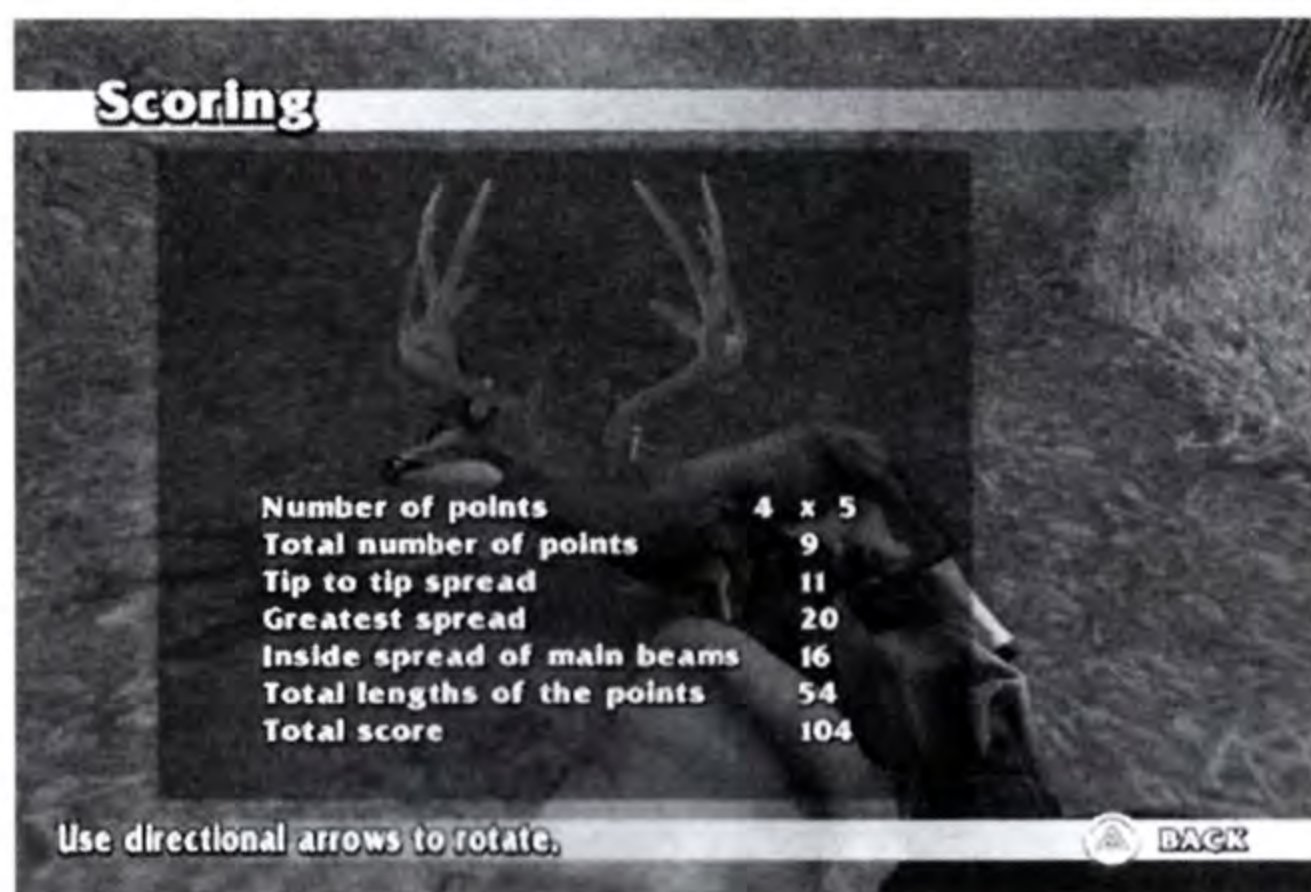 Scoring
Number of points 4 x 5
Total number of points 9
Tip to tip spread 11
Greatest spread 20
Inside spread of main beams 16
Total lengths of the points 54
Total score 104
Use directional arrows to rotate.
BACK